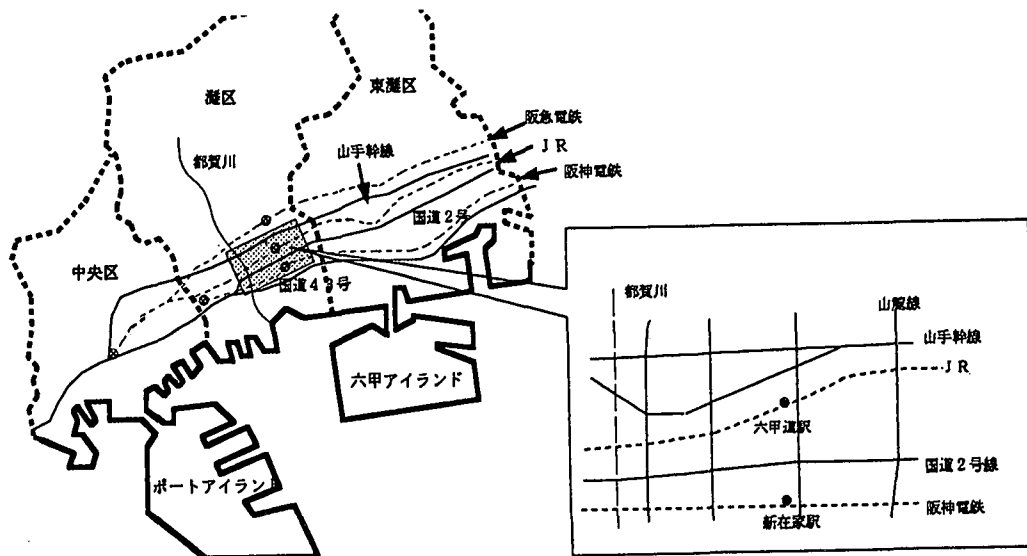 灘区
東灘区
阪急電鉄
JR
阪神電鉄
都賀川
山手幹線
国道2号
中央区
国道43号
六甲アイランド
ポートアイラン
都賀川
山麓線
山手幹線
JR
六甲道駅
国道2号線
阪神電鉄
新在家駅